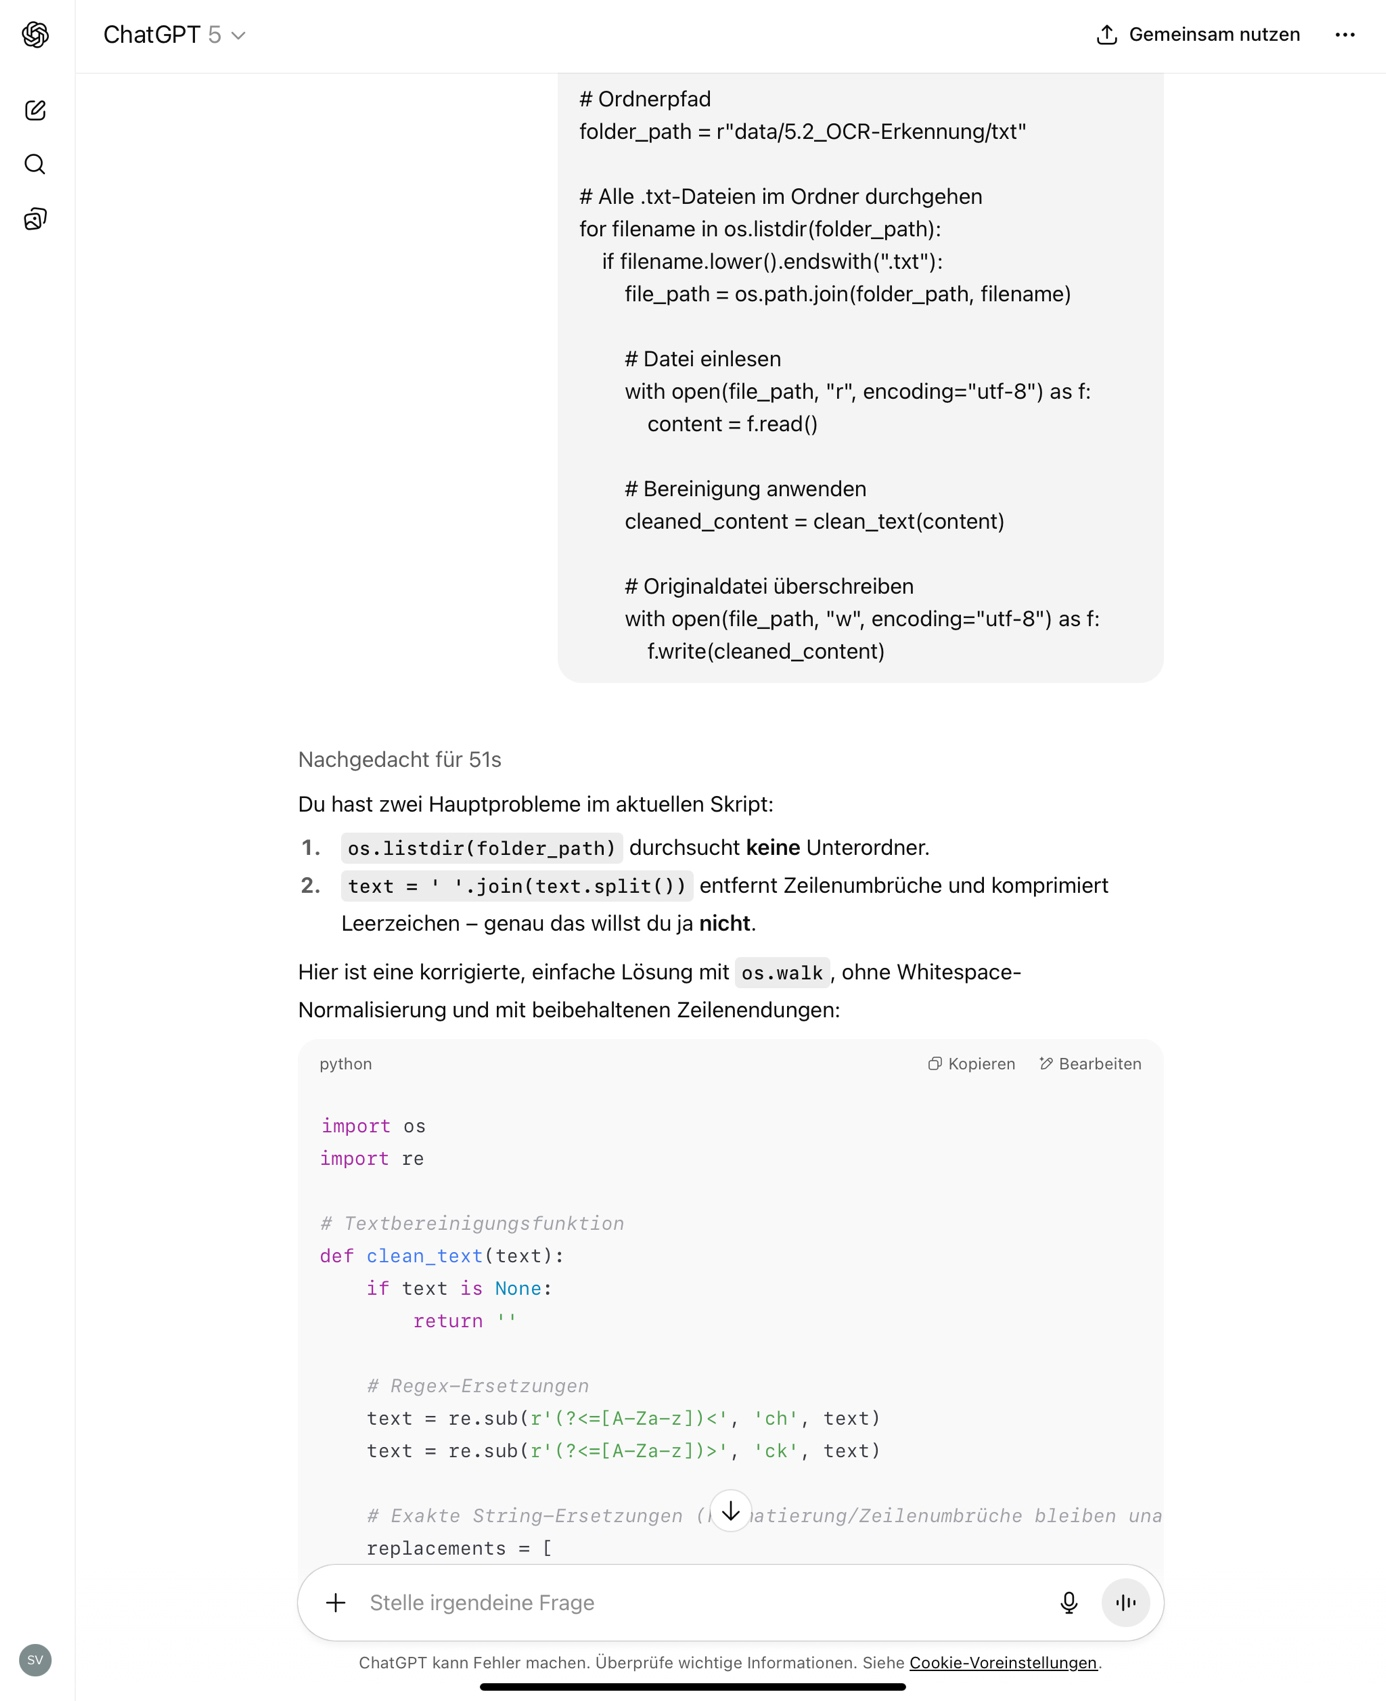 ChatGPT 5
Gemeinsam nutzen
# Ordnerpfad
folder_path = r"data/5.2_OCR-Erkennung/txt"
# Alle .txt-Dateien im Ordner durchgehen
for filename in os.listdir(folder_path):
    if filename.lower().endswith(".txt"):
        file_path = os.path.join(folder_path, filename)
        # Datei einlesen
        with open(file_path, "r", encoding="utf-8") as f:
            content = f.read()
        # Bereinigung anwenden
        cleaned_content = clean_text(content)
        # Originaldatei überschreiben
        with open(file_path, "w", encoding="utf-8") as f:
            f.write(cleaned_content)
Nachgedacht für 51s
Du hast zwei Hauptprobleme im aktuellen Skript:
1. os.listdir(folder_path) durchsucht keine Unterordner.
2. text = ' '.join(text.split()) entfernt Zeilenumbrüche und komprimiert
Leerzeichen – genau das willst du ja nicht.
Hier ist eine korrigierte, einfache Lösung mit os.walk, ohne Whitespace-
Normalisierung und mit beibehaltenen Zeilenendungen:
python
Kopieren
Bearbeiten
import os
import re
# Textbereinigungsfunktion
def clean_text(text):
    if text is None:
        return ''
    # Regex-Ersetzungen
    text = re.sub(r'(?<=[A-Za-z])<', 'ch', text)
    text = re.sub(r'(?<=[A-Za-z])>', 'ck', text)
    # Exakte String-Ersetzungen ( atierung/Zeilenumbrüche bleiben una
    replacements = [
Stelle irgendeine Frage
SV
ChatGPT kann Fehler machen. Überprüfe wichtige Informationen. Siehe Cookie-Voreinstellungen.